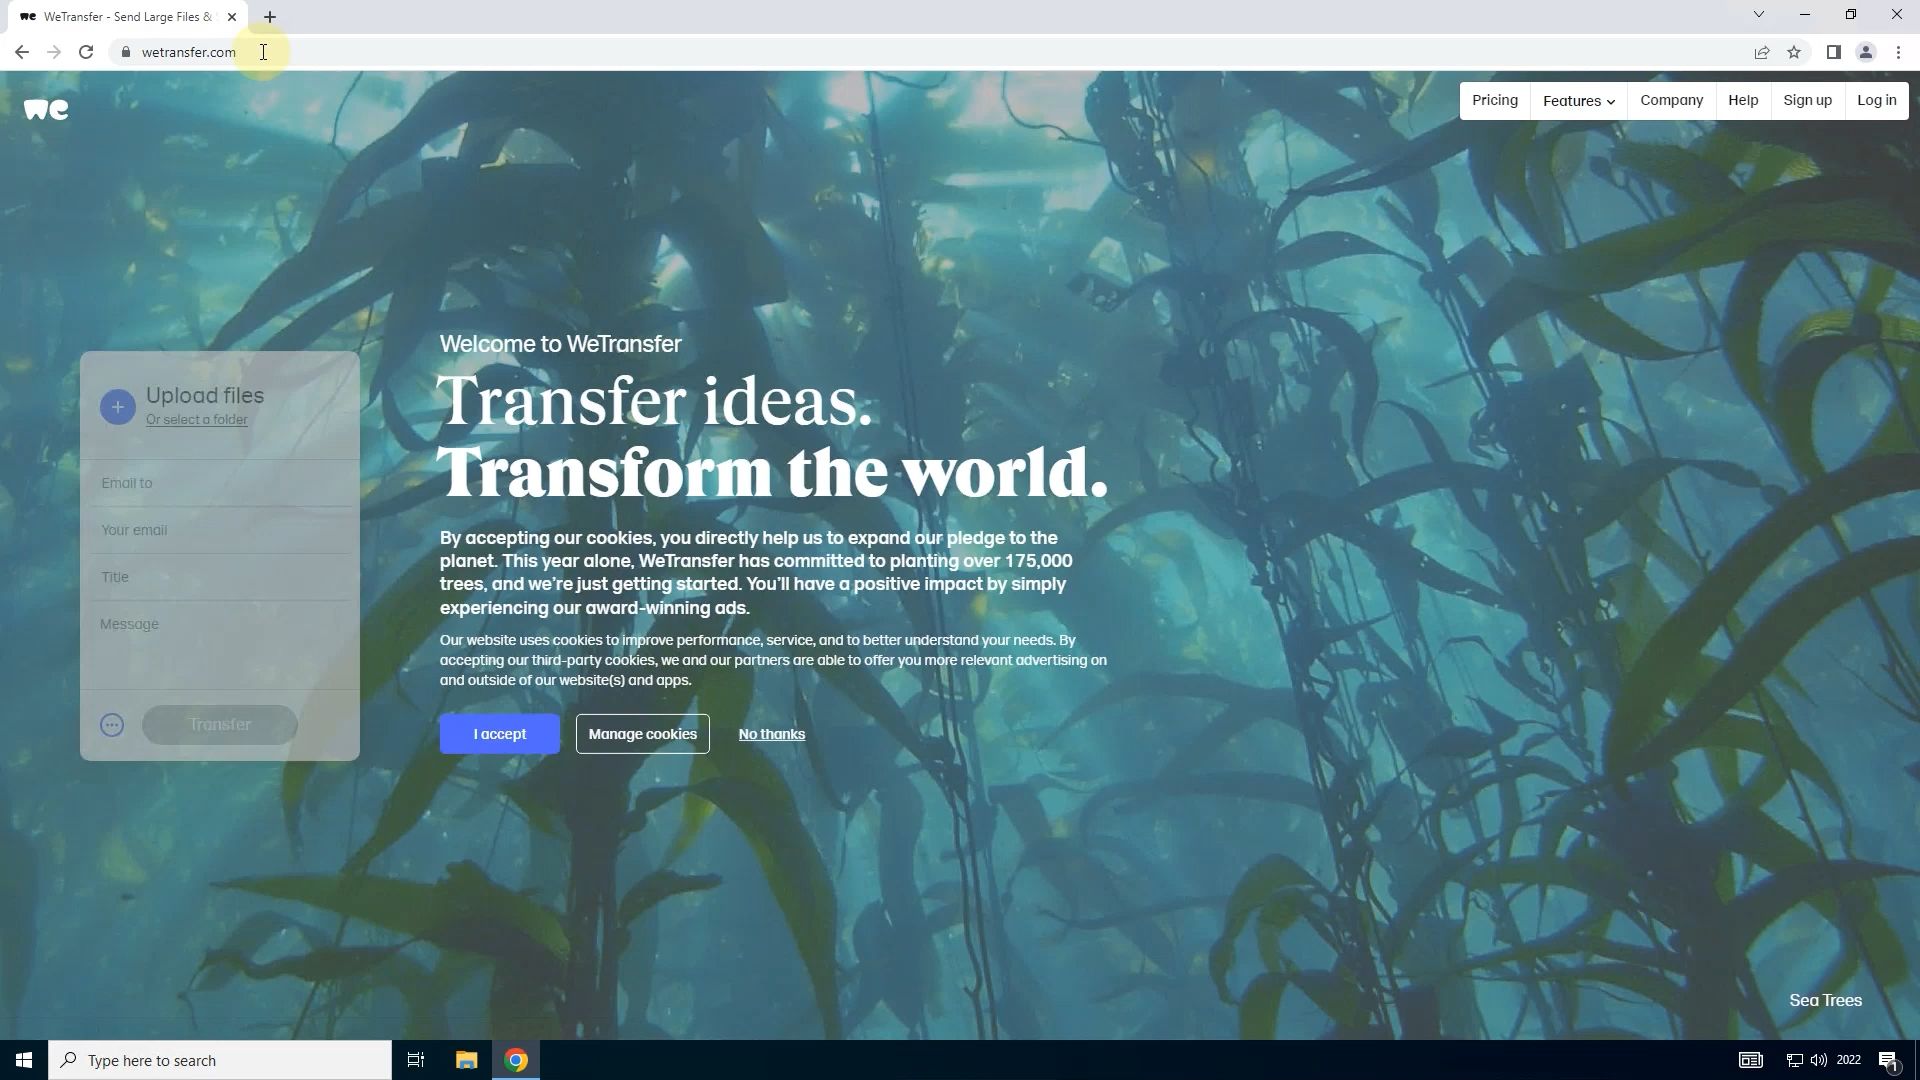 WeTransfer - Send Large Files &
wetransfer.com
we
Pricing
Features
Company
Help
Sign up
Log in
Welcome to WeTransfer
Transfer ideas.
Transform the world.
By accepting our cookies, you directly help us to expand our pledge to the
planet. This year alone, WeTransfer has committed to planting over 175,000
trees, and we're just getting started. You'll have a positive impact by simply
experiencing our award-winning ads.
Our website uses cookies to improve performance, service, and to better understand your needs. By
accepting our third-party cookies, we and our partners are able to offer you more relevant advertising on
and outside of our website(s) and apps.
I accept
Manage cookies
No thanks
Upload files
Or select a folder
Email to
Your email
Title
Message
Transfer
Sea Trees
Type here to search
2022
1